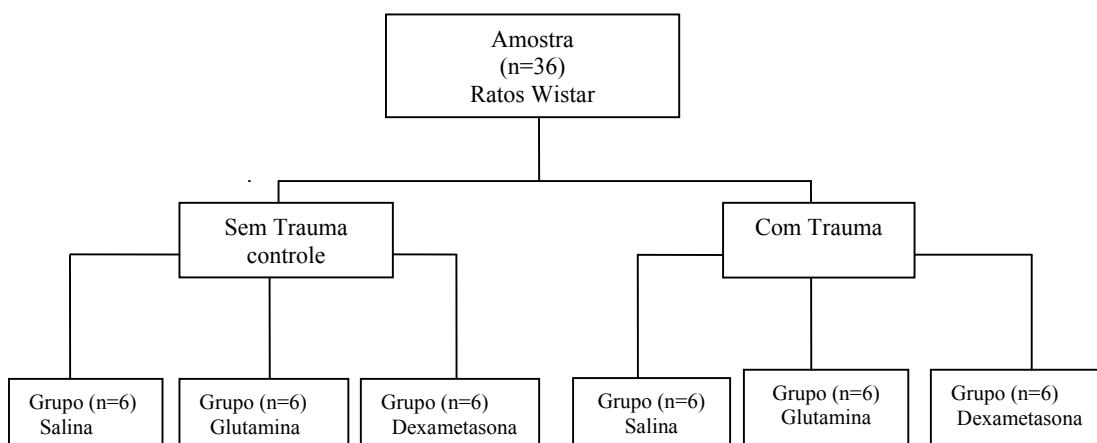 Amostra
(n=36)
Ratos Wistar
Sem Trauma
controle
Com Trauma
Grupo (n=6)
Salina
Grupo (n=6)
Glutamina
Grupo (n=6)
Dexametasona
Grupo (n=6)
Salina
Grupo (n=6)
Glutamina
Grupo (n=6)
Dexametasona